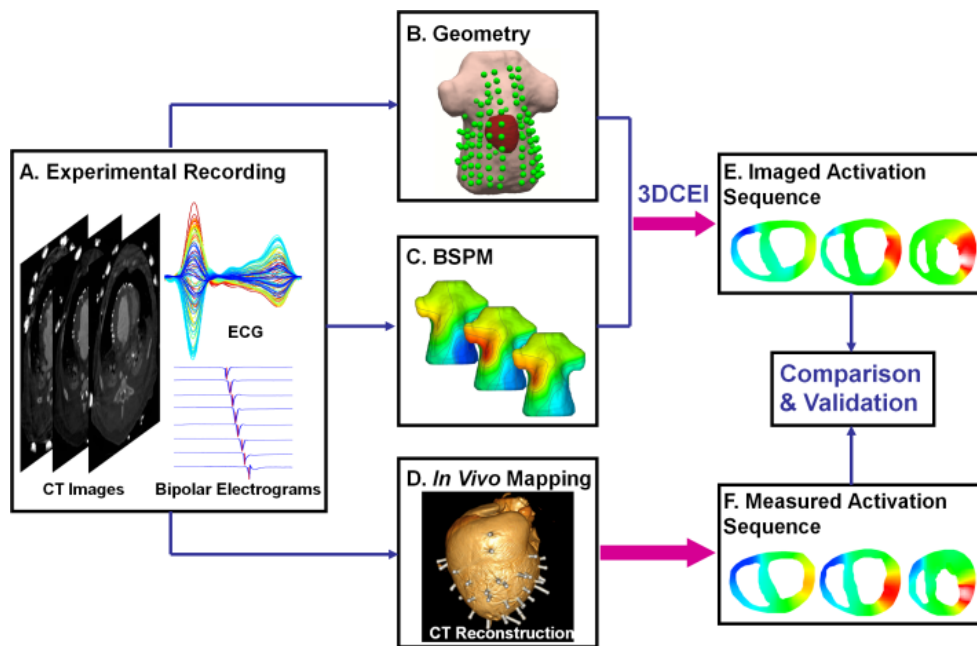 A. Experimental Recording
ECG
CT Images
Bipolar Electrograms
B. Geometry
C. BSPM
D. In Vivo Mapping
CT Reconstruction
3DCEI
E. Imaged Activation
Sequence
Comparison
& Validation
F. Measured Activation
Sequence